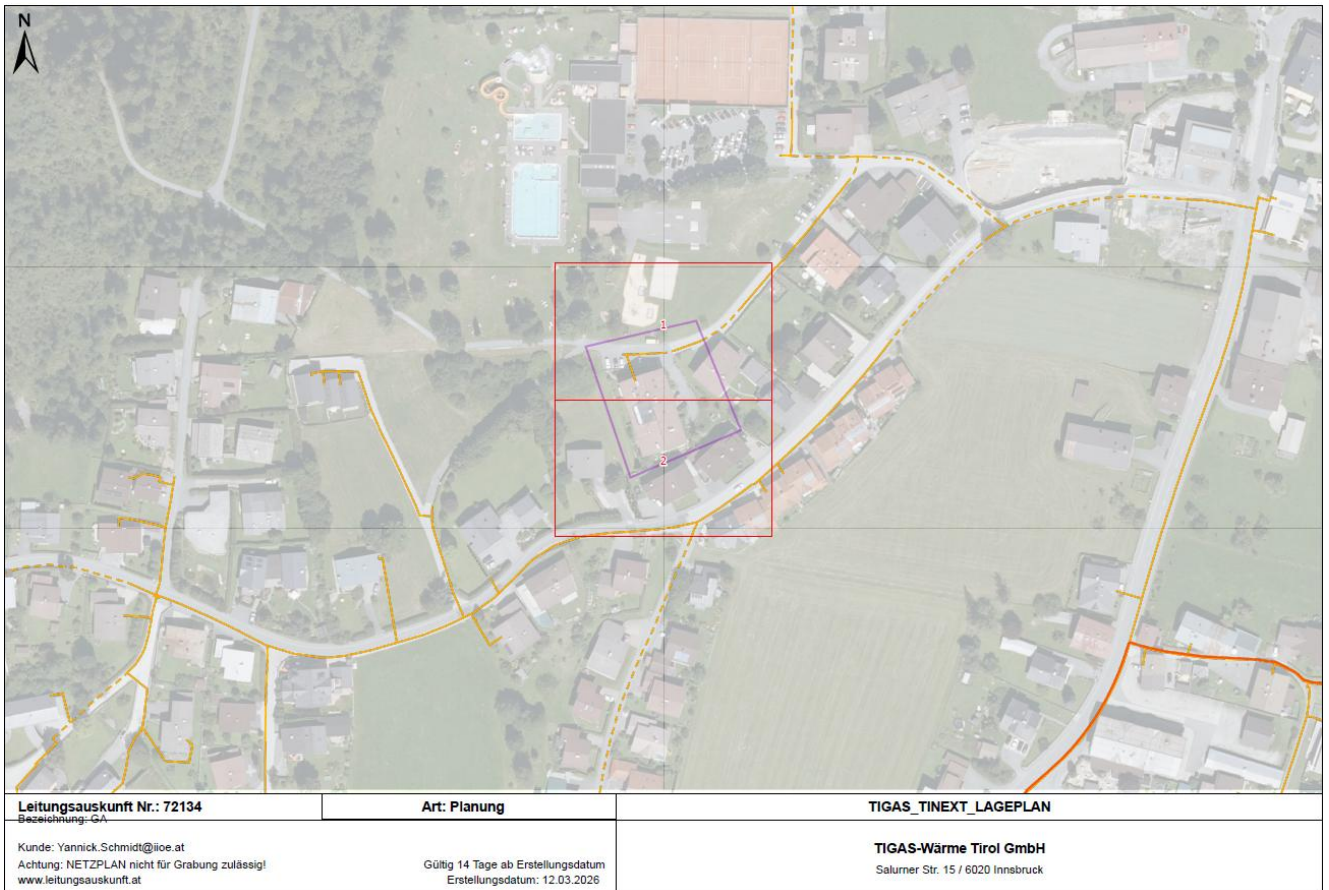 N
1
2
Leitungsauskunft Nr.: 72134
Bezeichnung: GA
Kunde: Yannick.Schmidt@iioe.at
Achtung: NETZPLAN nicht für Grabung zulässig!
www.leitungsauskunft.at
Art: Planung
Gültig 14 Tage ab Erstellungsdatum
Erstellungsdatum: 12.03.2026
TIGAS_TINEXT_LAGEPLAN
TIGAS-Wärme Tirol GmbH
Salurner Str. 15 / 6020 Innsbruck